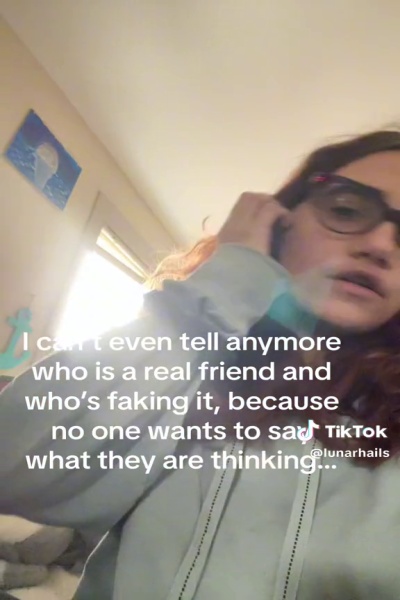 I can't even tell anymore
who is a real friend and
who's faking it, because
no one wants to say
what they are thinking...
TikTok
@lunarhails